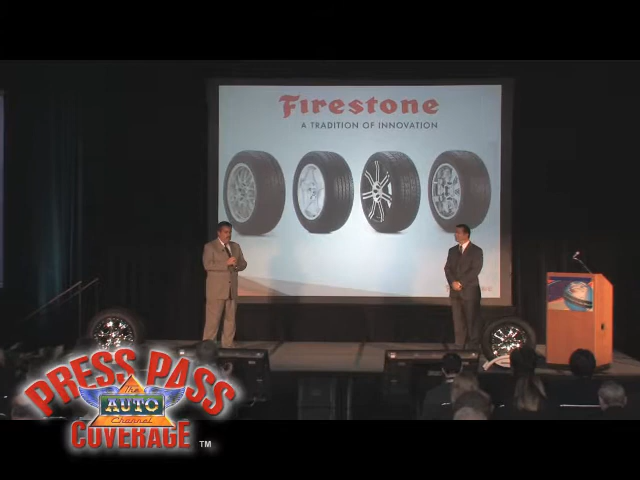 Firestone
A TRADITION OF INNOVATION
PRESS PASS
The
AUTO
Channel
COVERAGE
TM